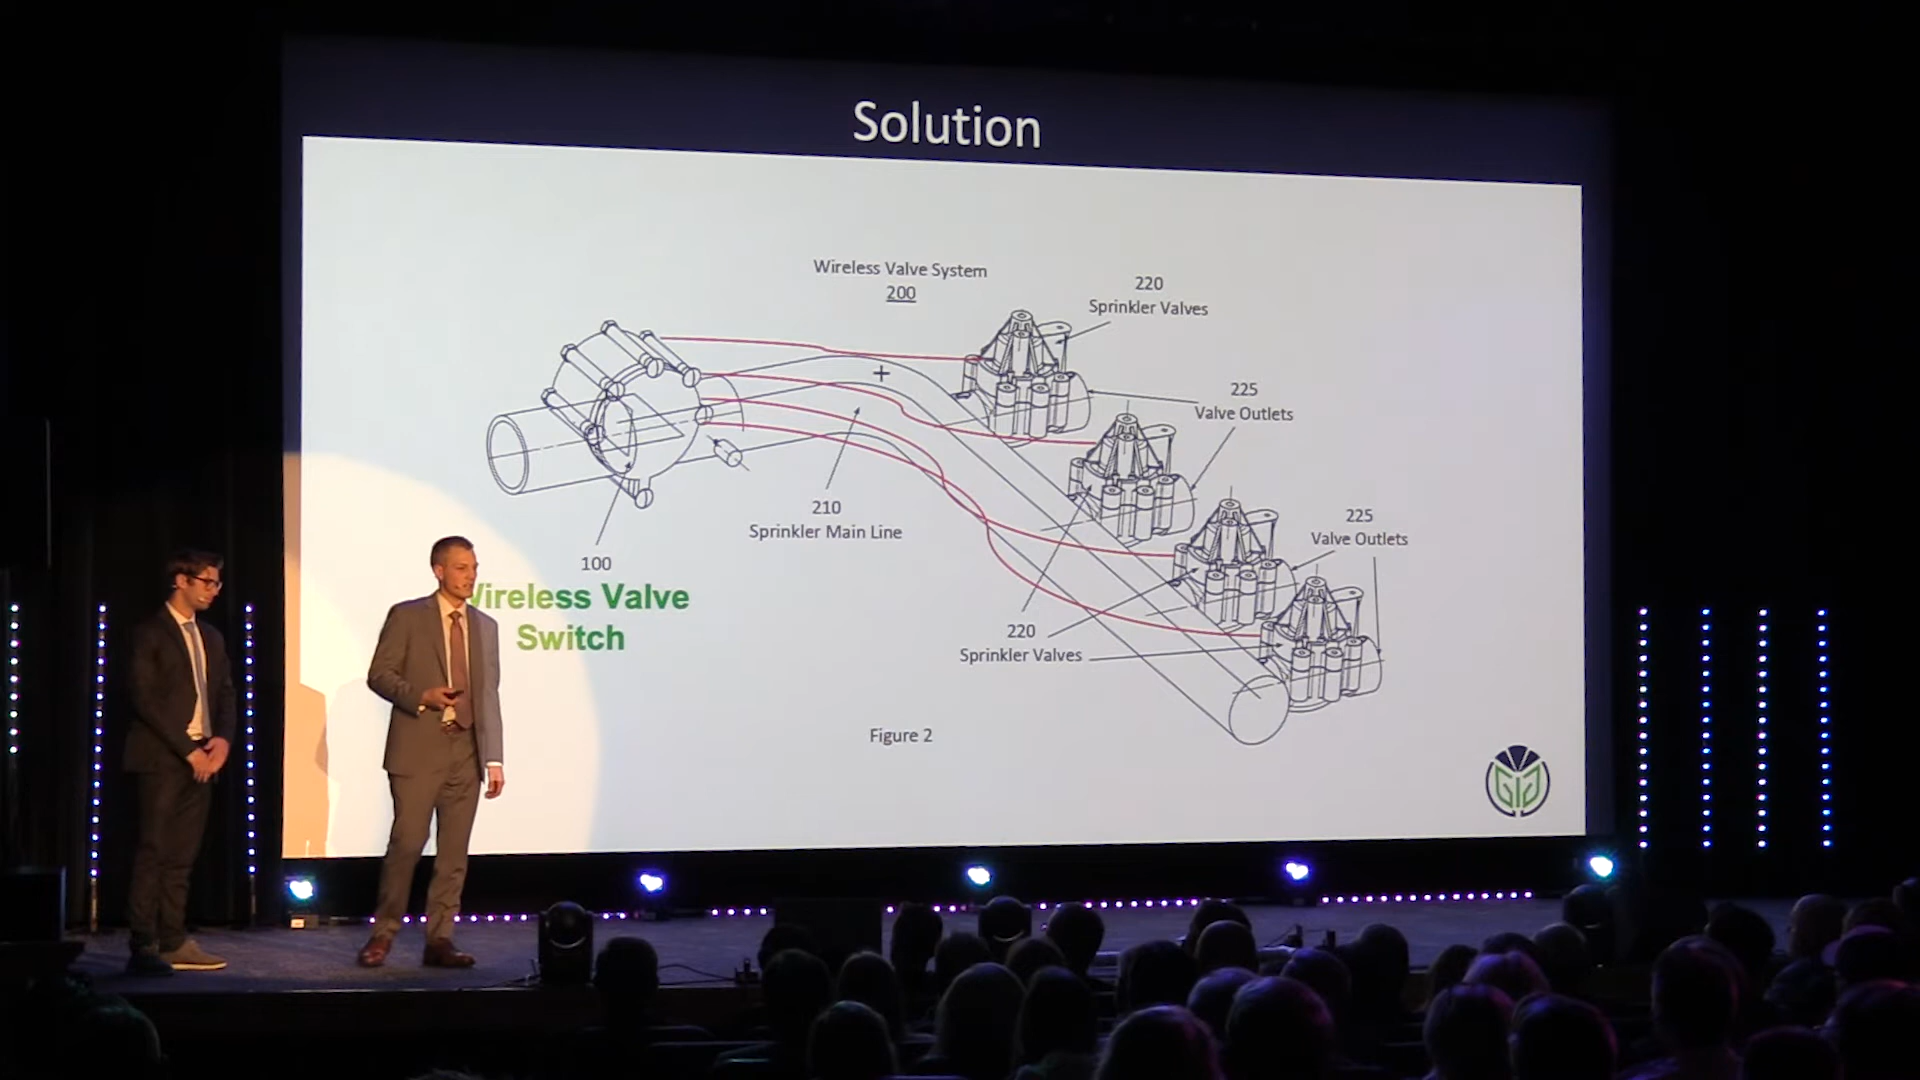 Solution
Wireless Valve System
200
220
Sprinkler Valves
225
Valve Outlets
210
Sprinkler Main Line
225
Valve Outlets
100
Wireless Valve
Switch
220
Sprinkler Valves
Figure 2